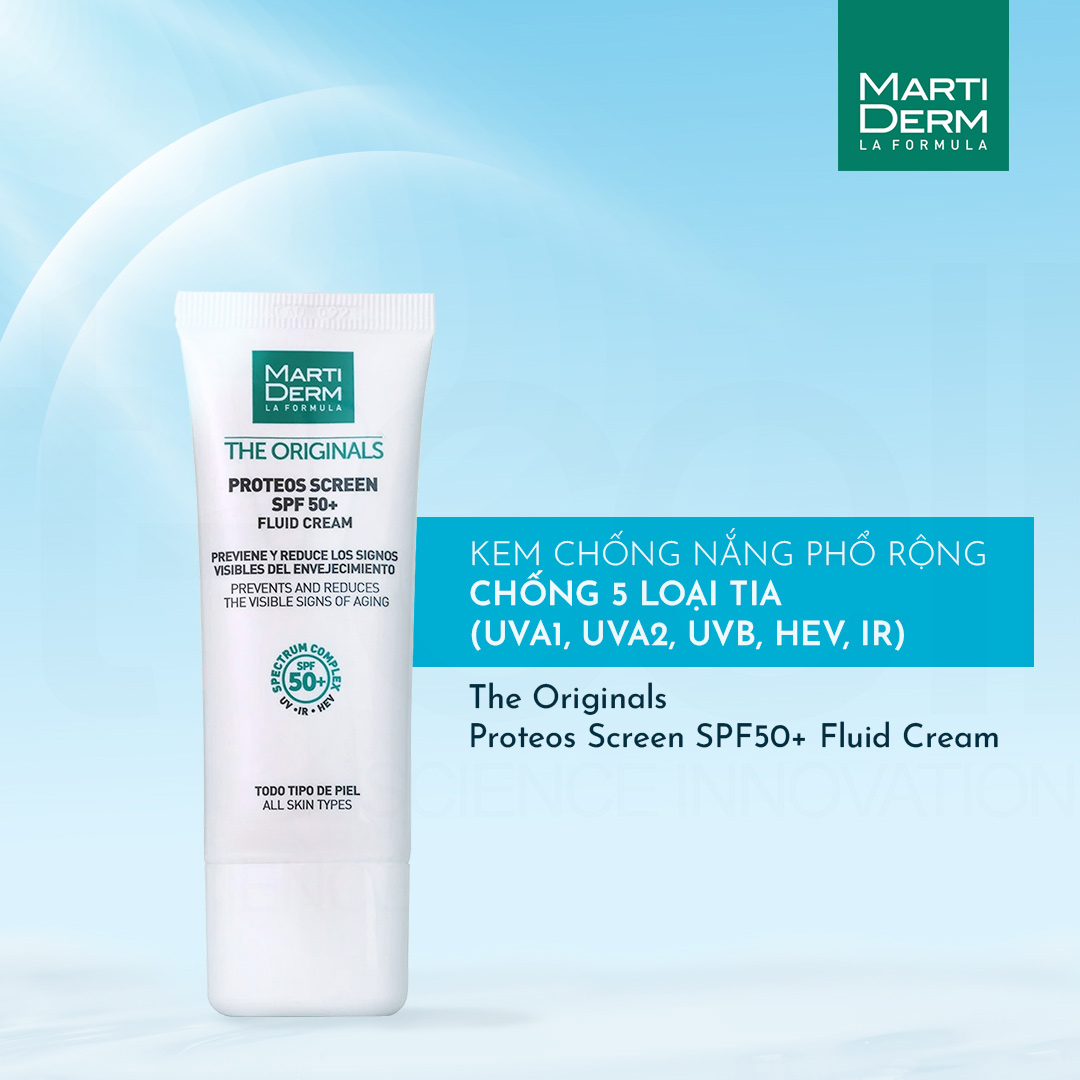 MARTI
DERM
LA FORMULA
MARTI
DERM
LA FORMULA
THE ORIGINALS
PROTEOS SCREEN
SPF 50+
FLUID CREAM
PREVIENE Y REDUCE LOS SIGNOS
VISIBLES DEL ENVEJECIMIENTO
PREVENTS AND REDUCES
THE VISIBLE SIGNS OF AGING
SPECTRUM COMPLEX
SPF
50+
UV • IR • HEV
TODO TIPO DE PIEL
ALL SKIN TYPES
KEM CHỐNG NẮNG PHỔ RỘNG
CHỐNG 5 LOẠI TIA
(UVA1, UVA2, UVB, HEV, IR)
The Originals
Proteos Screen SPF50+ Fluid Cream
SCIENCE INNOVATION